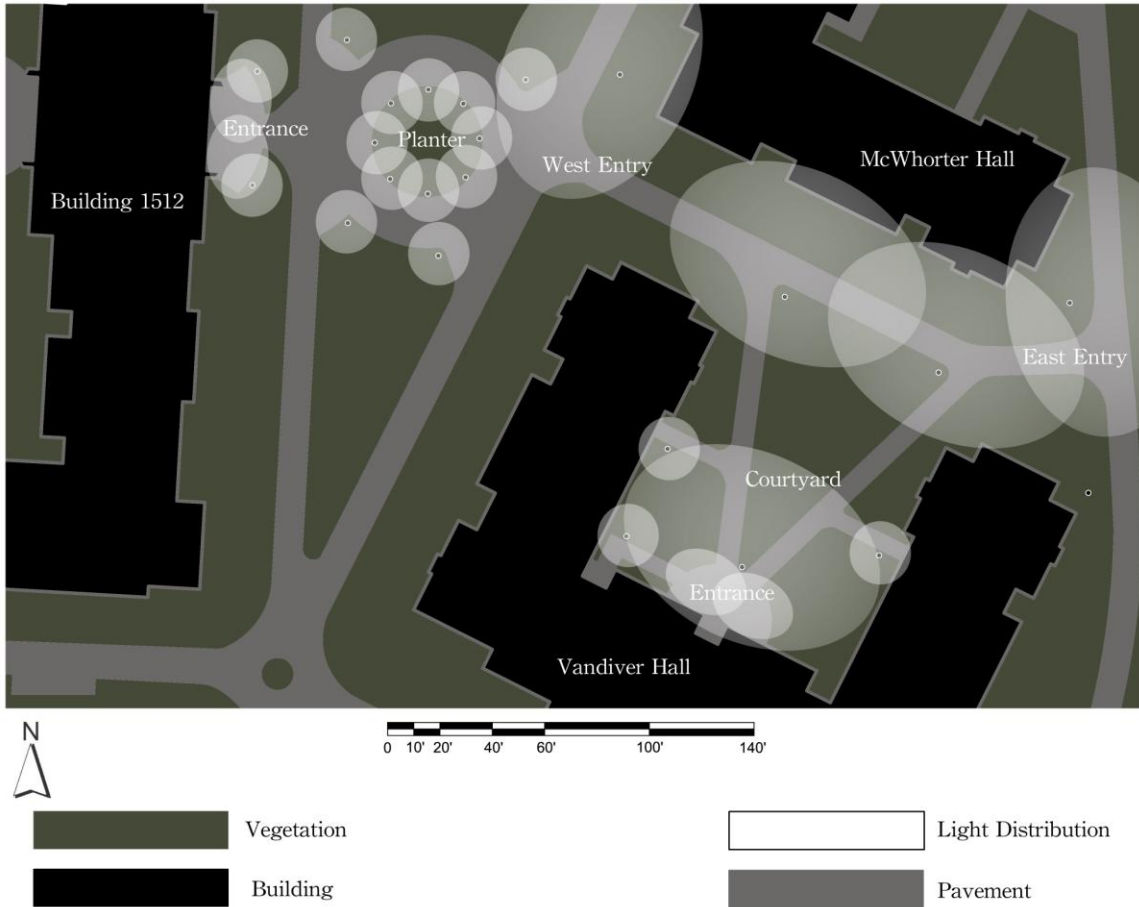 Entrance
Planter
West Entry
McWhorter Hall
Building 1512
East Entry
Courtyard
Entrance
Vandiver Hall
N
0 10' 20' 40' 60' 100' 140'
Vegetation
Light Distribution
Building
Pavement